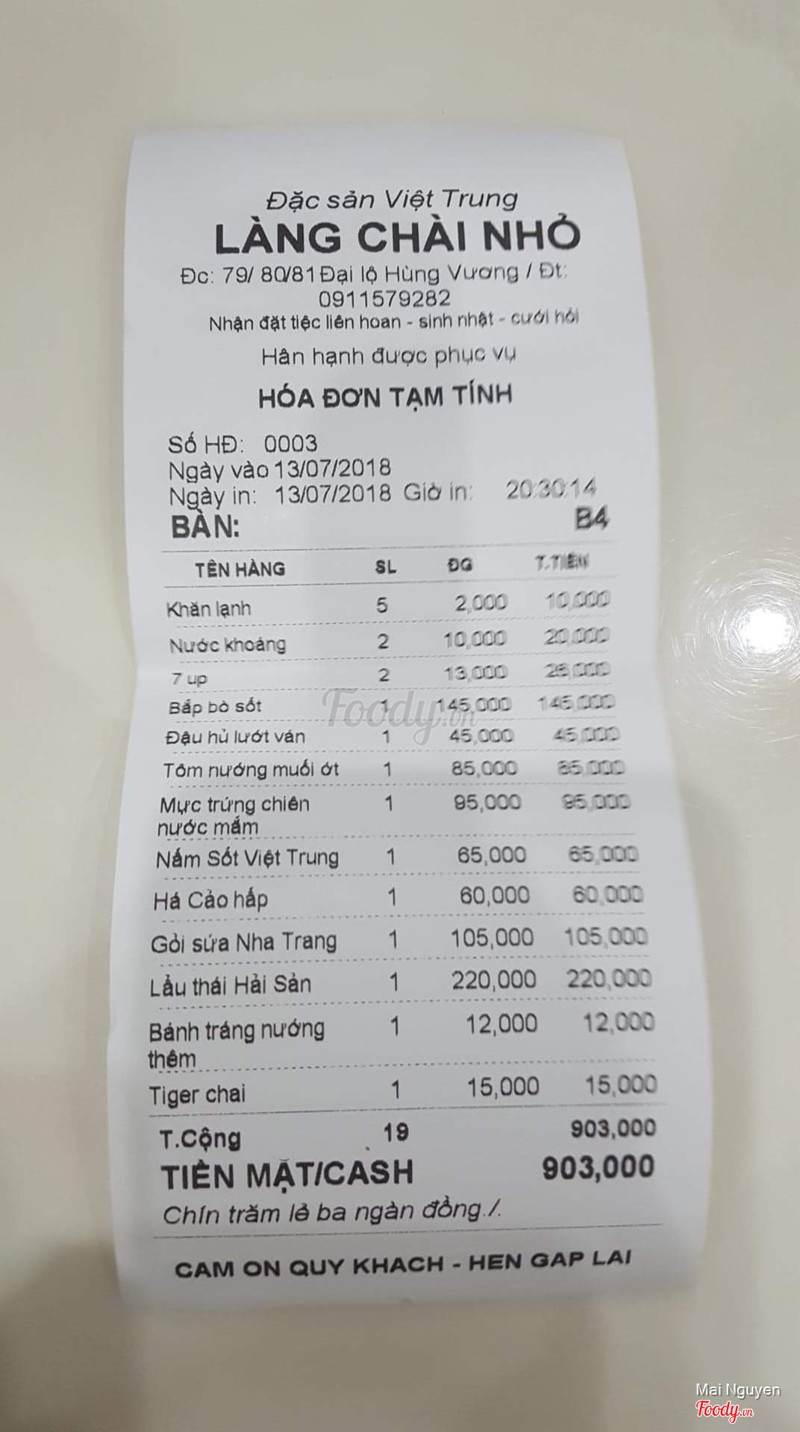 Đặc sản Việt Trung
LÀNG CHÀI NHỎ
Đc: 79/ 80/81 Đại lộ Hùng Vương / Đt:
0911579282
Nhận đặt tiệc liên hoan - sinh nhật - cưới hỏi
Hân hạnh được phục vụ
HÓA ĐƠN TẠM TÍNH
Số HĐ: 0003
Ngày vào 13/07/2018
Ngày in: 13/07/2018 Giờ in: 20:30:14
BÀN: B4
TÊN HÀNG SL ĐG T.TIỀN
Khăn lạnh 5 2,000 10,000
Nước khoáng 2 10,000 20,000
7 up 2 13,000 26,000
Bắp bò sốt 1 145,000 145,000
Đậu hủ lướt ván 1 45,000 45,000
Tôm nướng muối ớt 1 85,000 85,000
Mực trứng chiên 1 95,000 95,000
nước mắm
Nấm Sốt Việt Trung 1 65,000 65,000
Há Cảo hấp 1 60,000 60,000
Gỏi sứa Nha Trang 1 105,000 105,000
Lẩu thái Hải Sản 1 220,000 220,000
Bánh tráng nướng 1 12,000 12,000
thêm
Tiger chai 1 15,000 15,000
T.Cộng 19 903,000
TIỀN MẶT/CASH 903,000
Chín trăm lẻ ba ngàn đồng./.
CAM ON QUY KHACH - HEN GAP LAI
Foody.vn
Mai Nguyen
Foody.vn